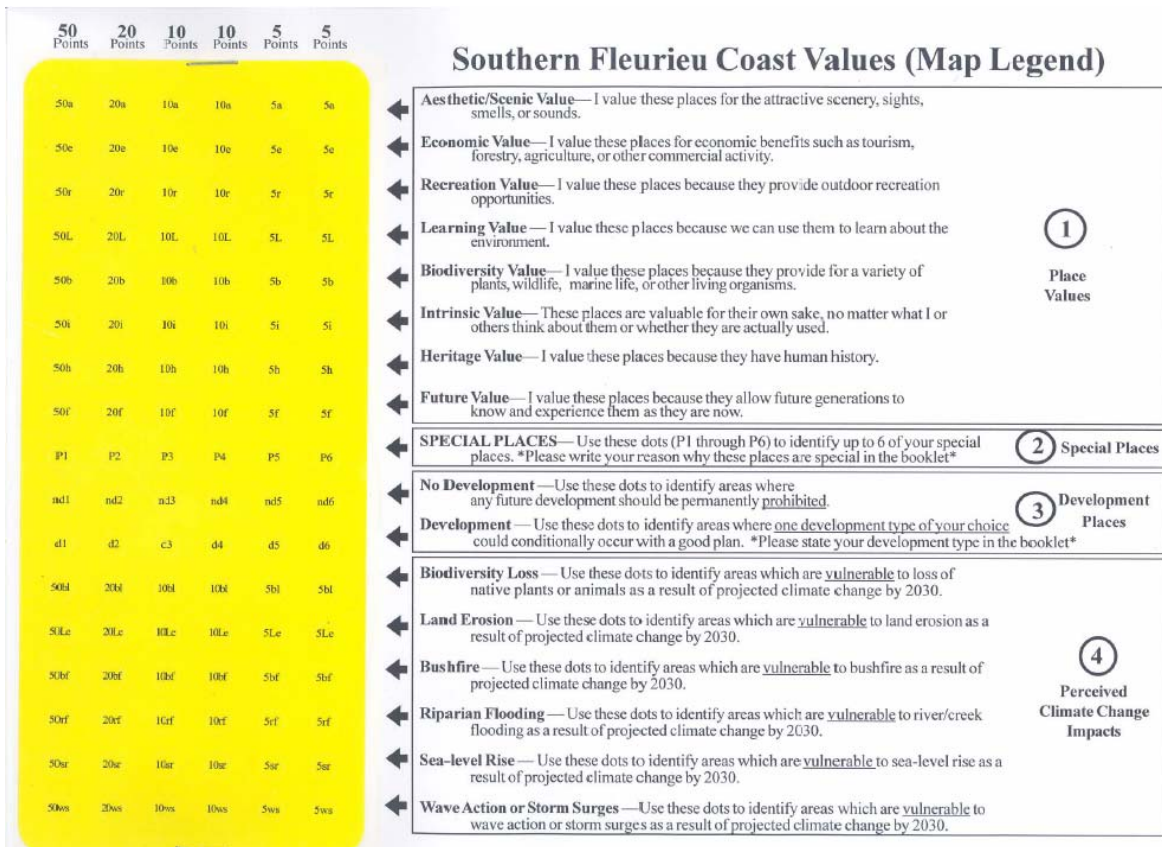 50 20 10 10 5 5
Points Points Points Points Points Points
Southern Fleurieu Coast Values (Map Legend)
50a 20a 10a 10a 5a 5a
Aesthetic/Scenic Value— I value these places for the attractive scenery, sights,
smells, or sounds.
50e 20e 10e 10e 5e 5e
Economic Value— I value these places for economic benefits such as tourism,
forestry, agriculture, or other commercial activity.
50r 20r 10r 10r 5r 5r
Recreation Value— I value these places because they provide outdoor recreation
opportunities.
50L 20L 10L 10L 5L 5L
Learning Value — I value these places because we can use them to learn about the
environment.
50b 20b 10b 10b 5b 5b
Biodiversity Value— I value these places because they provide for a variety of
plants, wildlife, marine life, or other living organisms.
50i 20i 10i 10i 5i 5i
Intrinsic Value— These places are valuable for their own sake, no matter what I or
others think about them or whether they are actually used.
50h 20h 10h 10h 5h 5h
Heritage Value— I value these places because they have human history.
50f 20f 10f 10f 5f 5f
Future Value— I value these places because they allow future generations to
know and experience them as they are now.
1
Place
Values
P1 P2 P3 P4 P5 P6
SPECIAL PLACES— Use these dots (P1 through P6) to identify up to 6 of your special
places. *Please write your reason why these places are special in the booklet*
2 Special Places
nd1 nd2 nd3 nd4 nd5 nd6
No Development — Use these dots to identify areas where
any future development should be permanently prohibited.
d1 d2 c3 d4 d5 d6
Development — Use these dots to identify areas where one development type of your choice
could conditionally occur with a good plan. *Please state your development type in the booklet*
3 Development
Places
50bl 20bl 10bl 10bl 5bl 5bl
Biodiversity Loss — Use these dots to identify areas which are vulnerable to loss of
native plants or animals as a result of projected climate change by 2030.
50Le 20Le 10Le 10Le 5Le 5Le
Land Erosion — Use these dots to identify areas which are vulnerable to land erosion as a
result of projected climate change by 2030.
50bf 20bf 10bf 10bf 5bf 5bf
Bushfire — Use these dots to identify areas which are vulnerable to bushfire as a result of
projected climate change by 2030.
50rf 20rf 10rf 10rf 5rf 5rf
Riparian Flooding — Use these dots to identify areas which are vulnerable to river/creek
flooding as a result of projected climate change by 2030.
50sr 20sr 10sr 10sr 5sr 5sr
Sea-level Rise — Use these dots to identify areas which are vulnerable to sea-level rise as a
result of projected climate change by 2030.
50ws 20ws 10ws 10ws 5ws 5ws
Wave Action or Storm Surges — Use these dots to identify areas which are vulnerable to
wave action or storm surges as a result of projected climate change by 2030.
4
Perceived
Climate Change
Impacts